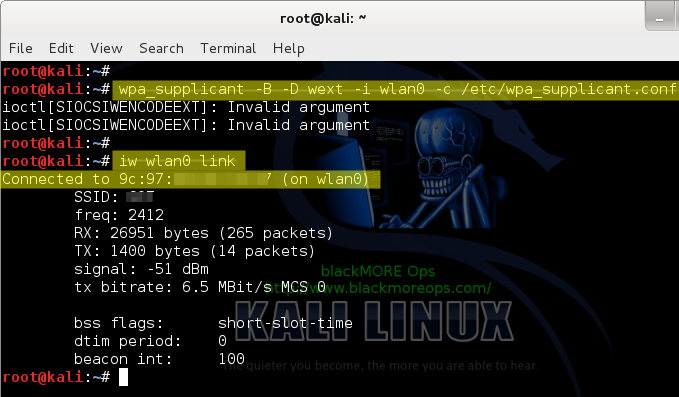 root@kali: ~
File Edit View Search Terminal Help
root@kali:~#
root@kali:~# wpa_supplicant -B -D wext -i wlan0 -c /etc/wpa_supplicant.conf
ioctl[SIOCSIWENCODEEXT]: Invalid argument
ioctl[SIOCSIWENCODEEXT]: Invalid argument
root@kali:~#
root@kali:~# iw wlan0 link
Connected to 9c:97: 7 (on wlan0)
SSID:
freq: 2412
RX: 26951 bytes (265 packets)
TX: 1400 bytes (14 packets)
signal: -51 dBm
tx bitrate: 6.5 MBit/s MCS 0
blackMORE Ops
http://www.blackmoreops.com/
KALI LINUX
bss flags: short-slot-time
dtim period: 0
beacon int: 100
The quieter you become, the more you are able to hear.
root@kali:~#